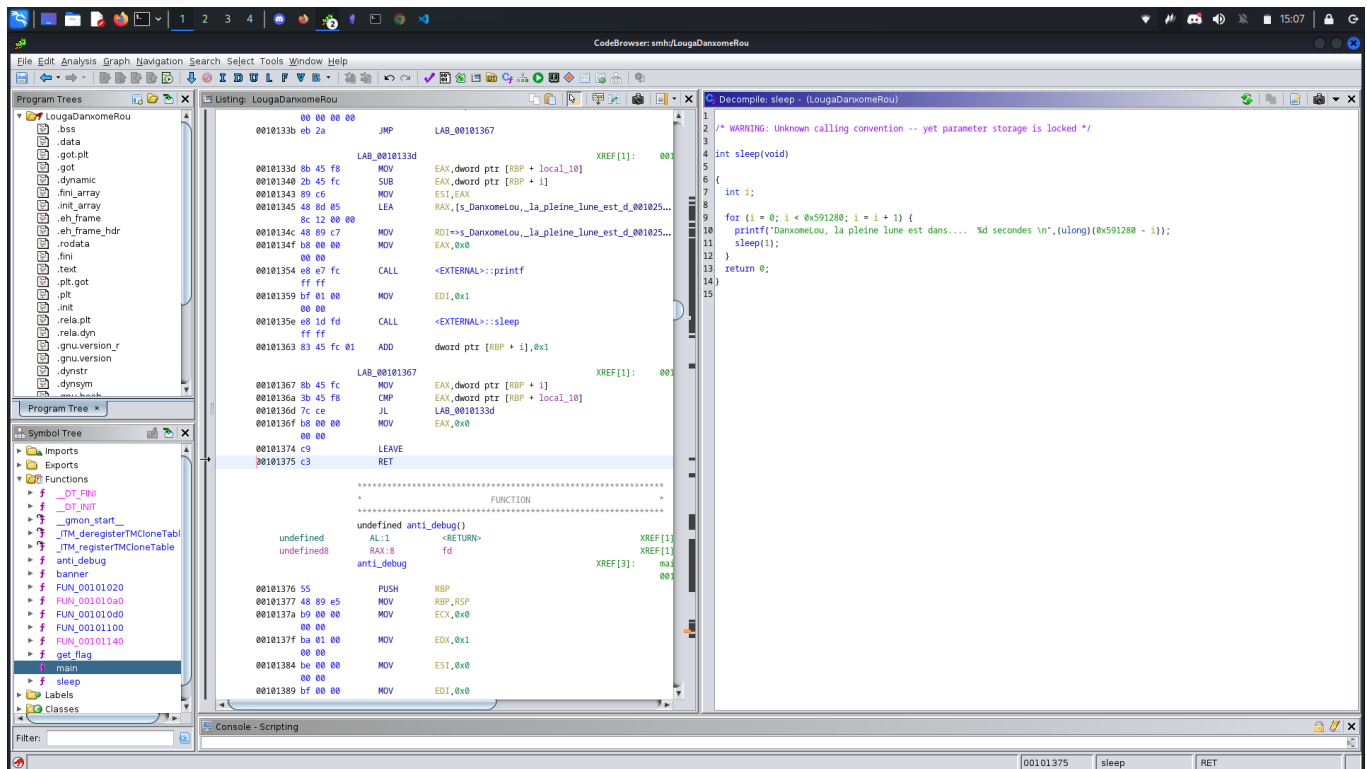 1 2 3 4
2
15:07
CodeBrowser: smh:/LougaDanxomeRou
File Edit Analysis Graph Navigation Search Select Tools Window Help
I D U L F V B
Program Trees
LougaDanxomeRou
.bss
.data
.got.plt
.got
.dynamic
.fini_array
.init_array
.eh_frame
.eh_frame_hdr
.rodata
.fini
.text
.plt.got
.plt
.init
.rela.plt
.rela.dyn
.gnu.version_r
.gnu.version
.dynstr
.dynsym
.gnu.hash
Program Tree ×
Symbol Tree
Imports
Exports
Functions
f __DT_FINI
f __DT_INIT
f __gmon_start__
f _ITM_deregisterTMCloneTabl
f _ITM_registerTMCloneTable
f anti_debug
f banner
f FUN_00101020
f FUN_001010a0
f FUN_001010d0
f FUN_00101100
f FUN_00101140
f get_flag
f main
f sleep
Labels
Classes
Filter:
Listing: LougaDanxomeRou
00 00 00 00
0010133b eb 2a JMP LAB_00101367
LAB_0010133d XREF[1]: 001
0010133d 8b 45 f8 MOV EAX,dword ptr [RBP + local_10]
00101340 2b 45 fc SUB EAX,dword ptr [RBP + i]
00101343 89 c6 MOV ESI,EAX
00101345 48 8d 05 LEA RAX,[s_DanxomeLou,_la_pleine_lune_est_d_001025...
8c 12 00 00
0010134c 48 89 c7 MOV RDI=>s_DanxomeLou,_la_pleine_lune_est_d_001025...
0010134f b8 00 00 MOV EAX,0x0
00 00
00101354 e8 e7 fc CALL <EXTERNAL>::printf
ff ff
00101359 bf 01 00 MOV EDI,0x1
00 00
0010135e e8 1d fd CALL <EXTERNAL>::sleep
ff ff
00101363 83 45 fc 01 ADD dword ptr [RBP + i],0x1
LAB_00101367 XREF[1]: 001
00101367 8b 45 fc MOV EAX,dword ptr [RBP + i]
0010136a 3b 45 f8 CMP EAX,dword ptr [RBP + local_10]
0010136d 7c ce JL LAB_0010133d
0010136f b8 00 00 MOV EAX,0x0
00 00
00101374 c9 LEAVE
00101375 c3 RET
**************************************************************
* FUNCTION *
**************************************************************
undefined anti_debug()
undefined AL:1 <RETURN> XREF[1]
undefined8 RAX:8 fd XREF[1]
anti_debug XREF[3]: mai
001
00101376 55 PUSH RBP
00101377 48 89 e5 MOV RBP,RSP
0010137a b9 00 00 MOV ECX,0x0
00 00
0010137f ba 01 00 MOV EDX,0x1
00 00
00101384 be 00 00 MOV ESI,0x0
00 00
00101389 bf 00 00 MOV EDI,0x0
Decompile: sleep - (LougaDanxomeRou)
1
2 /* WARNING: Unknown calling convention -- yet parameter storage is locked */
3
4 int sleep(void)
5
6 {
7 int i;
8
9 for (i = 0; i < 0x591280; i = i + 1) {
10 printf("DanxomeLou, la pleine lune est dans.... %d secondes \n",(ulong)(0x591280 - i));
11 sleep(1);
12 }
13 return 0;
14 }
15
Console - Scripting
00101375 sleep RET